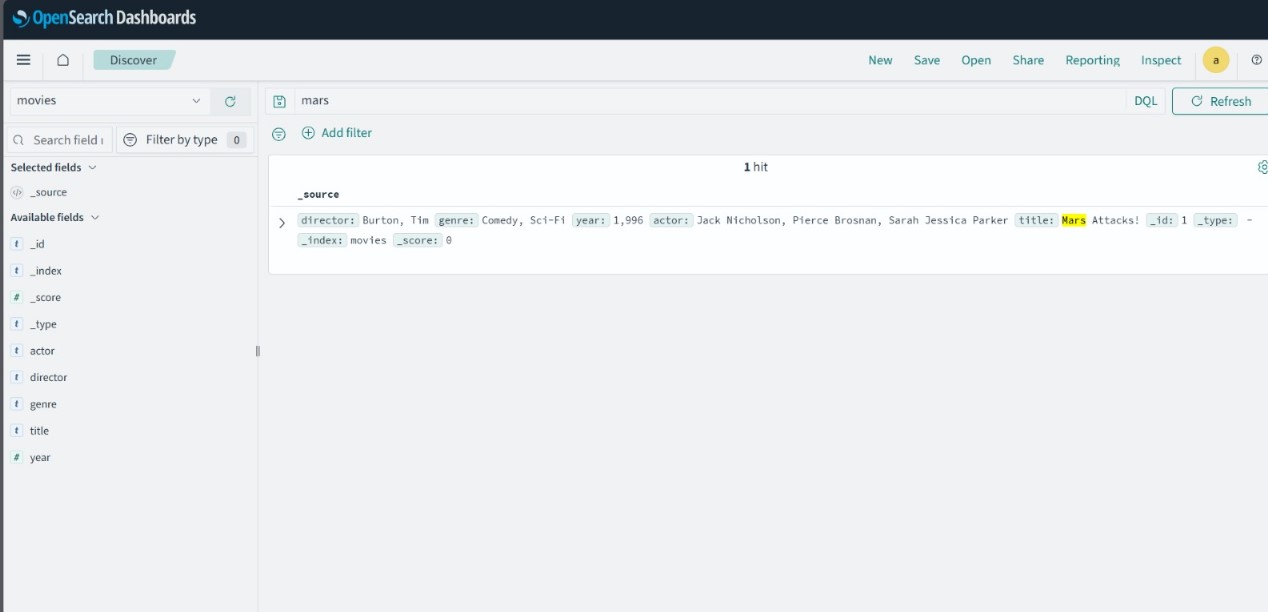 OpenSearch Dashboards
Discover
New Save Open Share Reporting Inspect a
movies
mars DQL Refresh
Search field Filter by type 0
Add filter
Selected fields
_source
Available fields
_id
_index
_score
_type
actor
director
genre
title
year
1 hit
_source
director: Burton, Tim genre: Comedy, Sci-Fi year: 1,996 actor: Jack Nicholson, Pierce Brosnan, Sarah Jessica Parker title: Mars Attacks! _id: 1 _type: -
_index: movies _score: 0